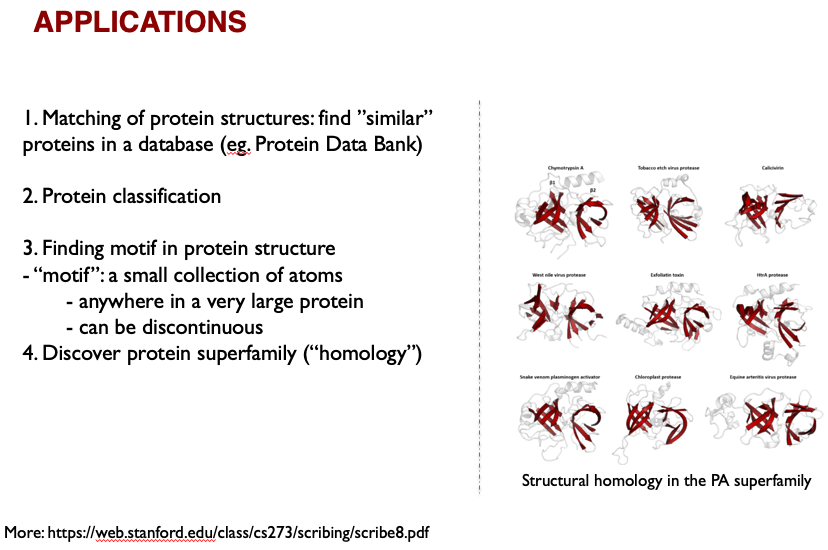 APPLICATIONS
1. Matching of protein structures: find ”similar”
proteins in a database (eg. Protein Data Bank)
2. Protein classification
3. Finding motif in protein structure
- “motif”: a small collection of atoms
- anywhere in a very large protein
- can be discontinuous
4. Discover protein superfamily (“homology”)
Chymotrypsin A
Tobacco etch virus protease
Calicivirin
β1
β2
West nile virus protease
Exfoliatin toxin
HtrA protease
Snake venom plasminogen activator
Chloroplast protease
Equine arteritis virus protease
Structural homology in the PA superfamily
More: https://web.stanford.edu/class/cs273/scribing/scribe8.pdf